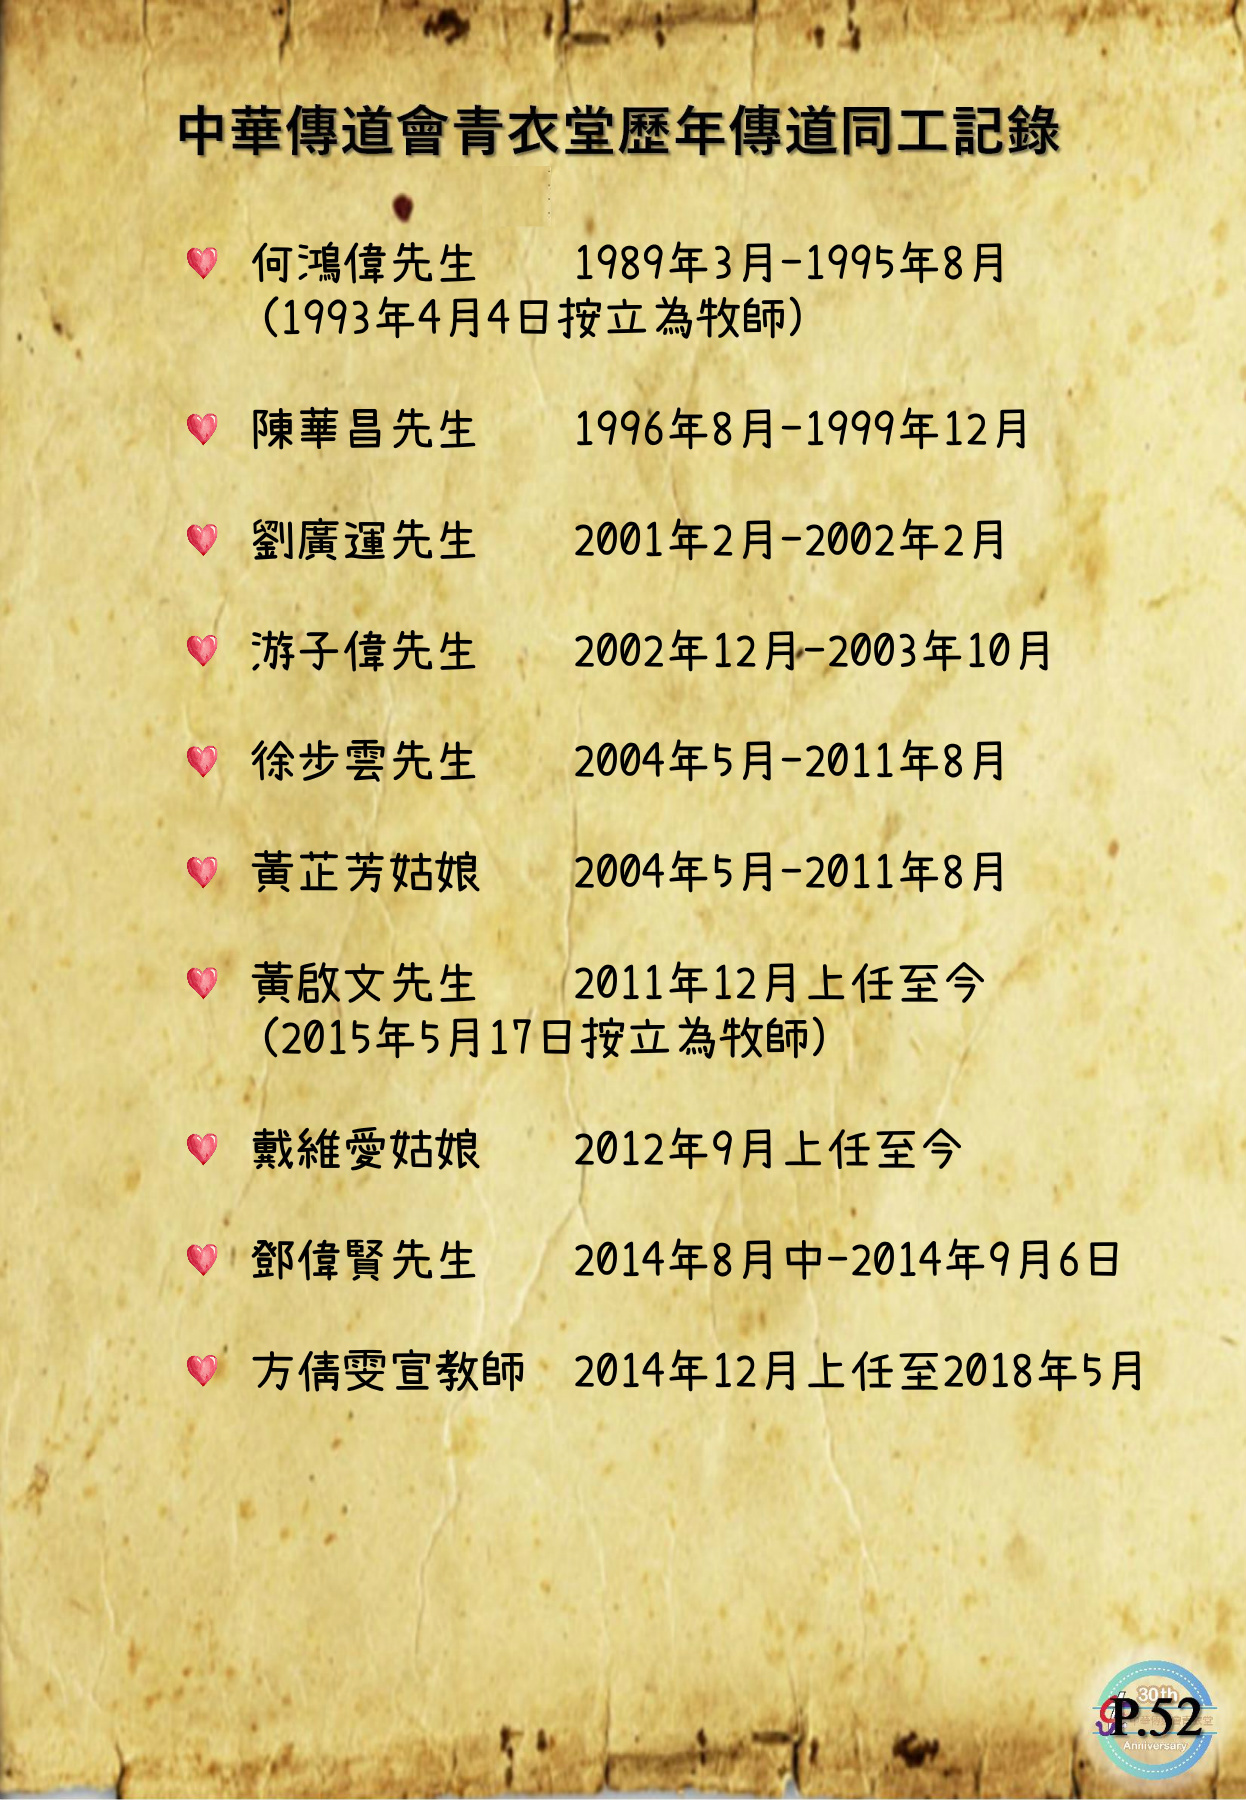 中華傳道會青衣堂歷年傳道同工記錄
何鴻偉先生 1989年3月-1995年8月
(1993年4月4日按立為牧師)
陳華昌先生 1996年8月-1999年12月
劉廣運先生 2001年2月-2002年2月
游子偉先生 2002年12月-2003年10月
徐步雲先生 2004年5月-2011年8月
黃芷芳姑娘 2004年5月-2011年8月
黃啟文先生 2011年12月上任至今
(2015年5月17日按立為牧師)
戴維愛姑娘 2012年9月上任至今
鄧偉賢先生 2014年8月中-2014年9月6日
方倩雯宣教師 2014年12月上任至2018年5月
30th
P.52
Anniversary